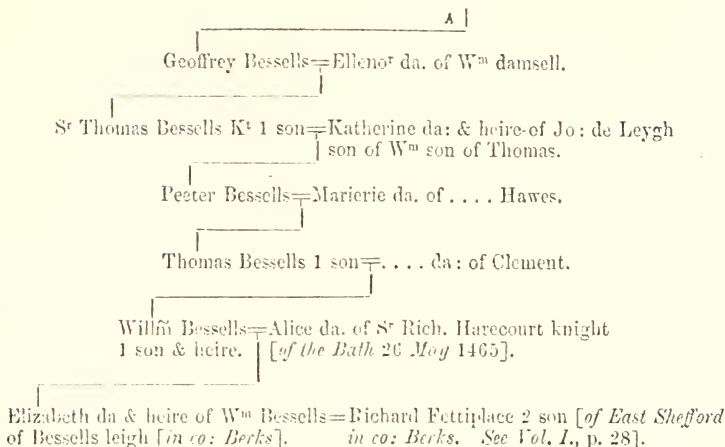 A
Geoffrey Bessells=Ellenoʳ da. of Wᵐ damsell.
Sʳ Thomas Bessells Kᵗ 1 son=Katherine da: & heire of Jo: de Leygh
son of Wᵐ son of Thomas.
Peeter Bessells=Marierie da. of . . . . Hawes.
Thomas Bessells 1 son=. . . . da: of Clement.
Willm̃ Bessells=Alice da. of Sʳ Rich. Harecourt knight
1 son & heire. [of the Bath 26 May 1465].
Elizabeth da & heire of Wᵐ Bessells=Richard Fettiplace 2 son [of East Shefford
of Bessells leigh [in co: Berks]. in co: Berks. See Vol. I., p. 28].